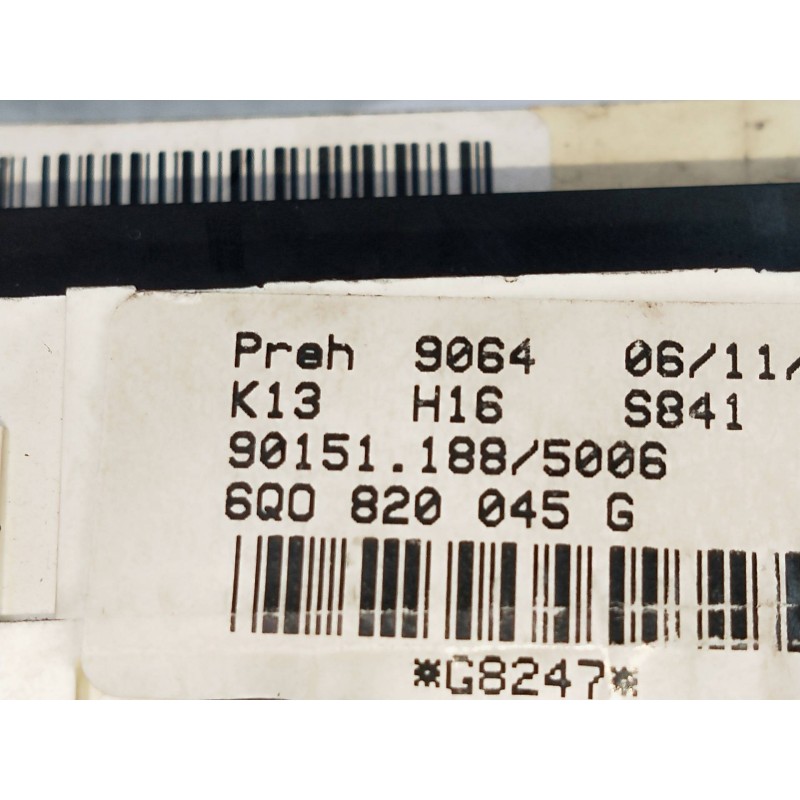 Preh 9064 06/11/
K13 H16 S841
90151.188/5006
6Q0 820 045 G
*G8247*